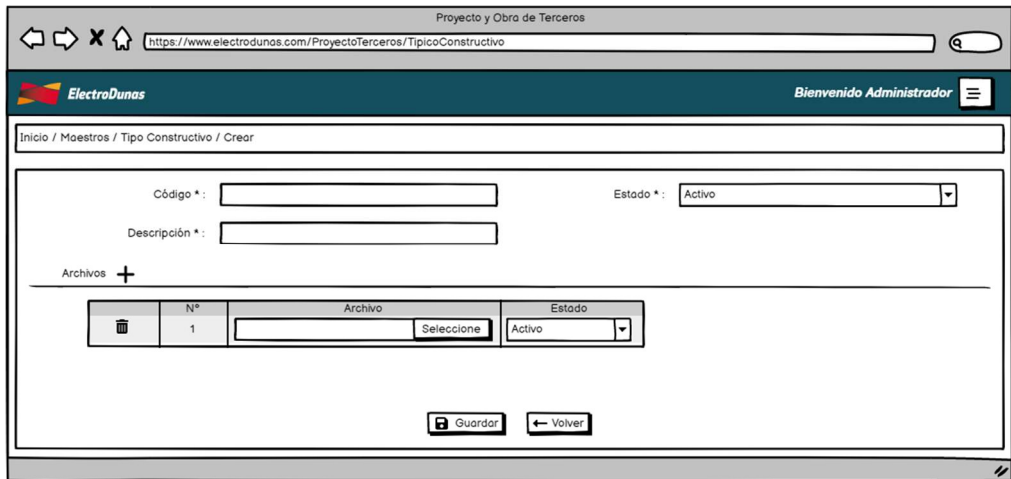 Proyecto y Obra de Terceros
https://www.electrodunas.com/ProyectoTerceros/TipicoConstructivo
ElectroDunas Bienvenido Administrador
Inicio / Maestros / Tipo Constructivo / Crear
Código * : Estado * : Activo
Descripción * :
Archivos
N° Archivo Estado
1 Seleccione Activo
Guardar Volver